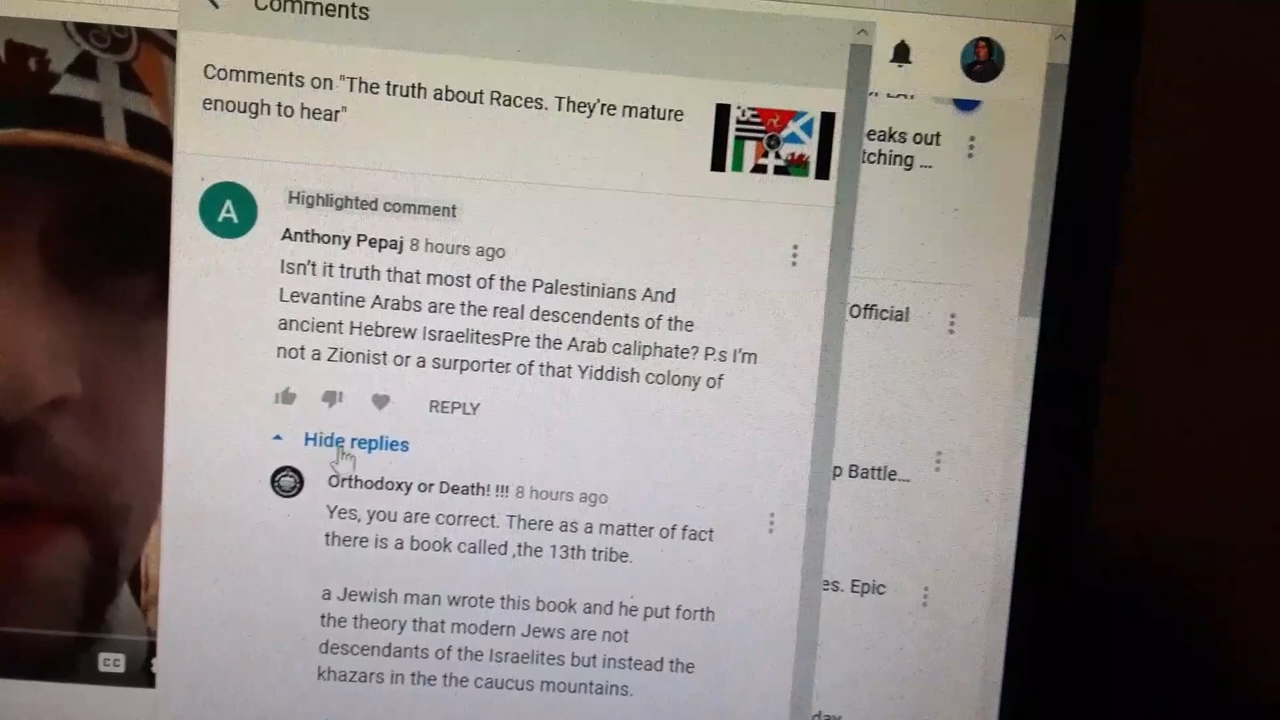 Comments
Comments on "The truth about Races. They're mature
enough to hear"
A
Highlighted comment
Anthony Pepaj 8 hours ago
Isn't it truth that most of the Palestinians And
Levantine Arabs are the real descendents of the
ancient Hebrew IsraelitesPre the Arab caliphate? P.s I'm
not a Zionist or a surporter of that Yiddish colony of
REPLY
Hide replies
Orthodoxy or Death! !!! 8 hours ago
Yes, you are correct. There as a matter of fact
there is a book called ,the 13th tribe.
a Jewish man wrote this book and he put forth
the theory that modern Jews are not
descendants of the Israelites but instead the
khazars in the the caucus mountains.
eaks out
tching ...
Official
p Battle...
es. Epic
day
CC